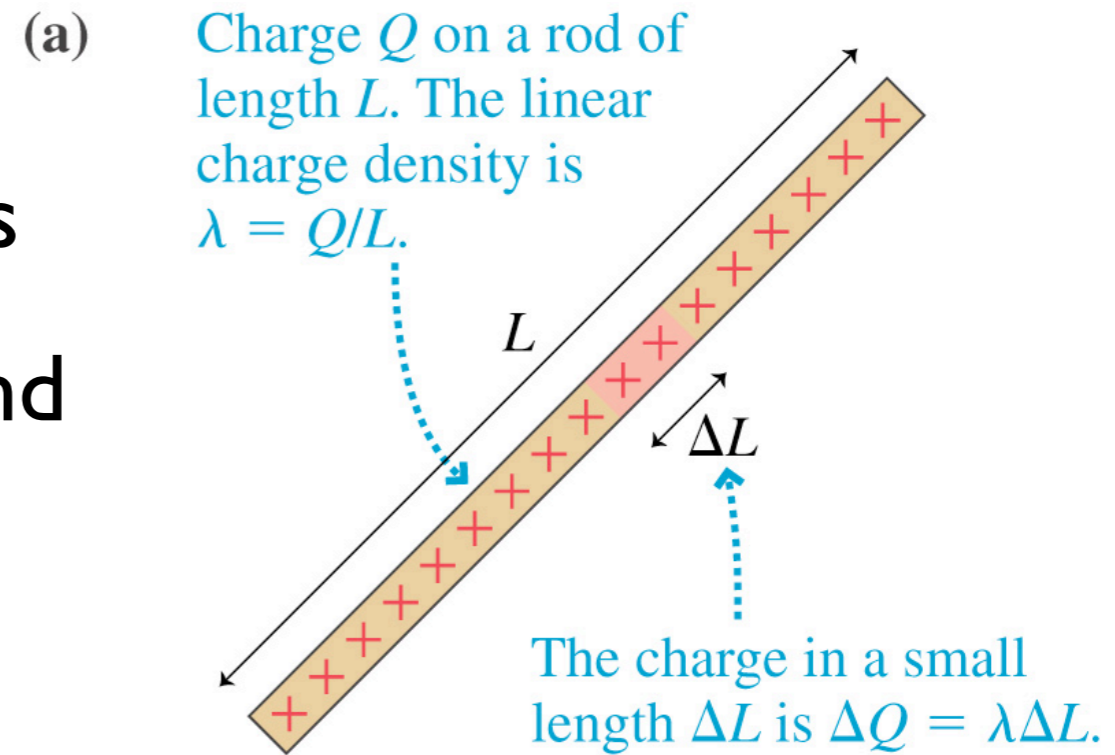 (a)
Charge Q on a rod of
length L. The linear
charge density is
λ = Q/L.
s
nd
L
ΔL
The charge in a small
length ΔL is ΔQ = λΔL.
+ + + + + + + + + + + + + + + + +